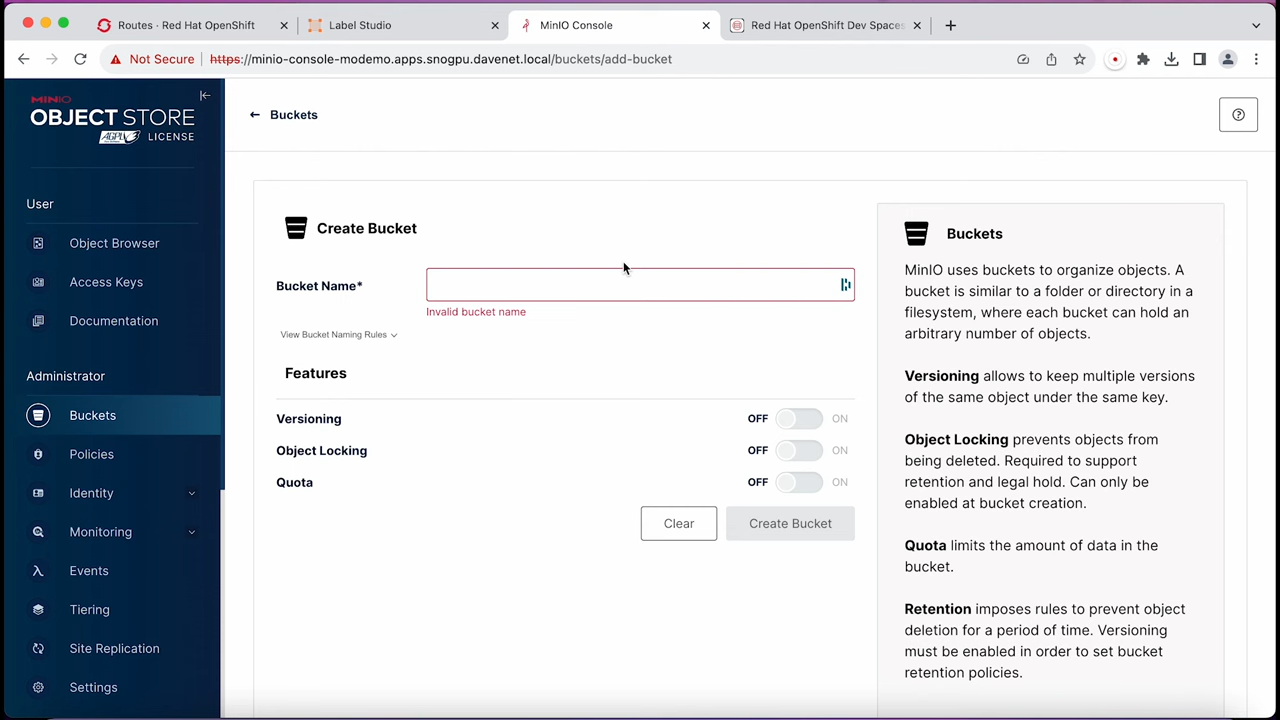 Routes · Red Hat OpenShift
Label Studio
MinIO Console
Red Hat OpenShift Dev Spaces
Not Secure
https://minio-console-modemo.apps.snogpu.davenet.local/buckets/add-bucket
MINIO
OBJECT STORE
AGPLv3 LICENSE
User
Object Browser
Access Keys
Documentation
Administrator
Buckets
Policies
Identity
Monitoring
Events
Tiering
Site Replication
Settings
Buckets
Create Bucket
Bucket Name*
Invalid bucket name
View Bucket Naming Rules
Features
Versioning OFF ON
Object Locking OFF ON
Quota OFF ON
Clear
Create Bucket
Buckets
MinIO uses buckets to organize objects. A
bucket is similar to a folder or directory in a
filesystem, where each bucket can hold an
arbitrary number of objects.
Versioning allows to keep multiple versions
of the same object under the same key.
Object Locking prevents objects from
being deleted. Required to support
retention and legal hold. Can only be
enabled at bucket creation.
Quota limits the amount of data in the
bucket.
Retention imposes rules to prevent object
deletion for a period of time. Versioning
must be enabled in order to set bucket
retention policies.